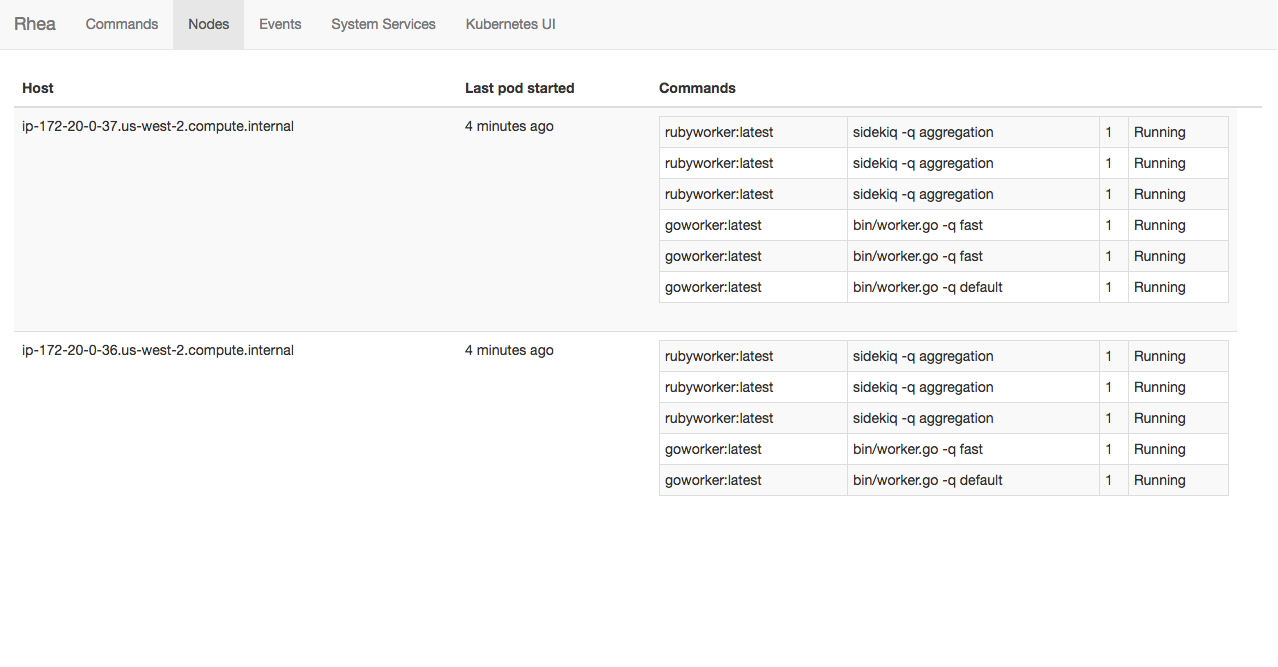 Rhea Commands Nodes Events System Services Kubernetes UI
Host Last pod started Commands
ip-172-20-0-37.us-west-2.compute.internal 4 minutes ago rubyworker:latest sidekiq -q aggregation 1 Running
rubyworker:latest sidekiq -q aggregation 1 Running
rubyworker:latest sidekiq -q aggregation 1 Running
goworker:latest bin/worker.go -q fast 1 Running
goworker:latest bin/worker.go -q fast 1 Running
goworker:latest bin/worker.go -q default 1 Running
ip-172-20-0-36.us-west-2.compute.internal 4 minutes ago rubyworker:latest sidekiq -q aggregation 1 Running
rubyworker:latest sidekiq -q aggregation 1 Running
rubyworker:latest sidekiq -q aggregation 1 Running
goworker:latest bin/worker.go -q fast 1 Running
goworker:latest bin/worker.go -q default 1 Running